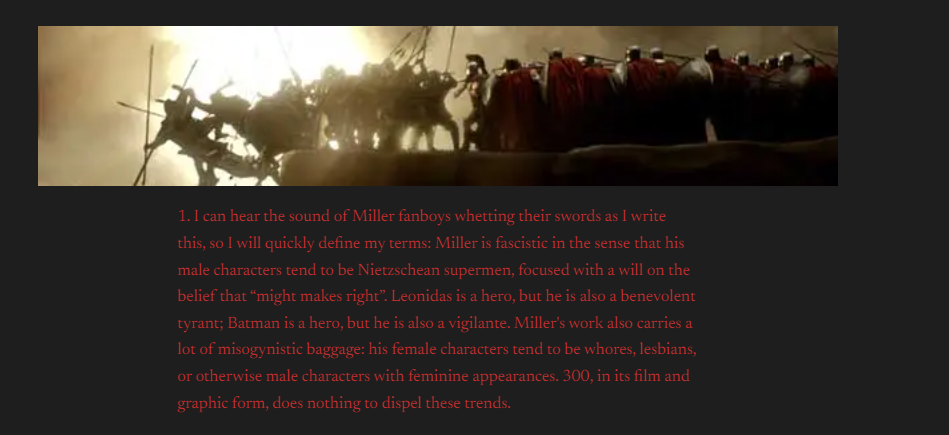 1. I can hear the sound of Miller fanboys whetting their swords as I write
this, so I will quickly define my terms: Miller is fascistic in the sense that his
male characters tend to be Nietzschean supermen, focused with a will on the
belief that “might makes right”. Leonidas is a hero, but he is also a benevolent
tyrant; Batman is a hero, but he is also a vigilante. Miller’s work also carries a
lot of misogynistic baggage: his female characters tend to be whores, lesbians,
or otherwise male characters with feminine appearances. 300, in its film and
graphic form, does nothing to dispel these trends.